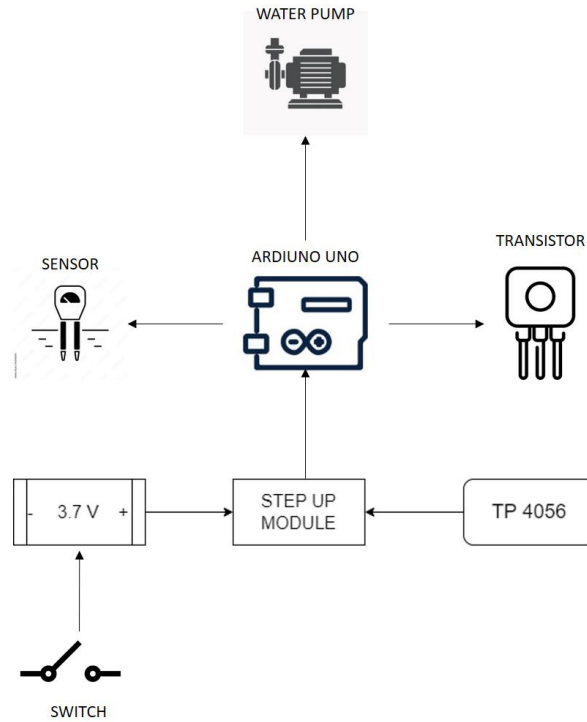 WATER PUMP
TRANSISTOR
SENSOR
ARDIUNO UNO
- 3.7 V +
STEP UP
MODULE
TP 4056
SWITCH